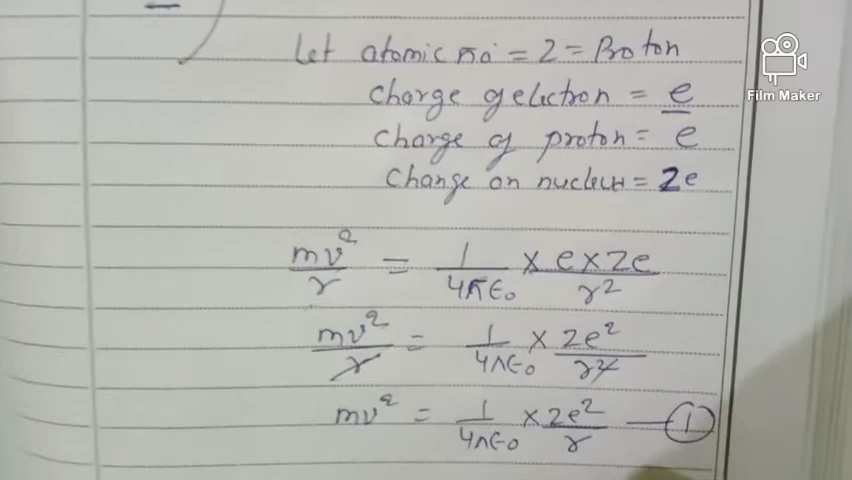 Let atomic no = Z = Proton
Film Maker
charge of electron = e
charge of proton = e
Charge on nucleus = Ze
mv²/r = 1/4πε₀ × e×Ze/r²
mv²/r = 1/4πε₀ × Ze²/r²
mv² = 1/4πε₀ × Ze²/r — ①